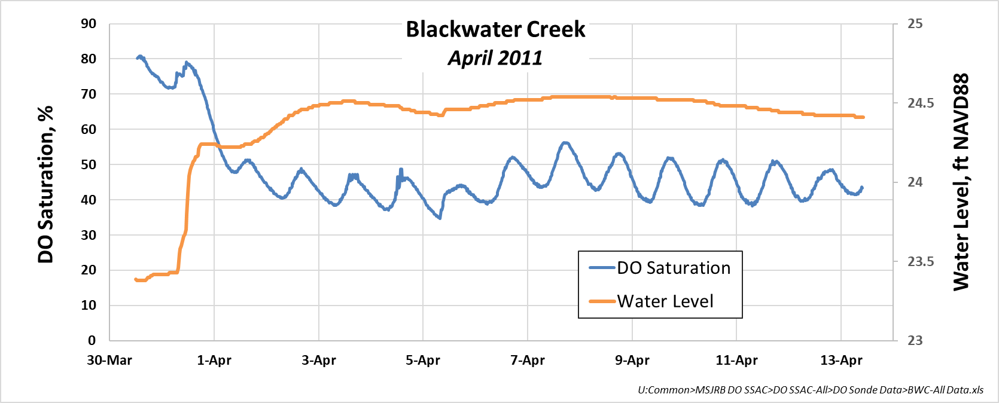 Blackwater Creek
April 2011
DO Saturation, %
90
80
70
60
50
40
30
20
10
0
25
24.5
24
23.5
23
Water Level, ft NAVD88
DO Saturation
Water Level
30-Mar 1-Apr 3-Apr 5-Apr 7-Apr 9-Apr 11-Apr 13-Apr
U:Common>MSJRB DO SSAC>DO SSAC-All>DO Sonde Data>BWC-All Data.xls